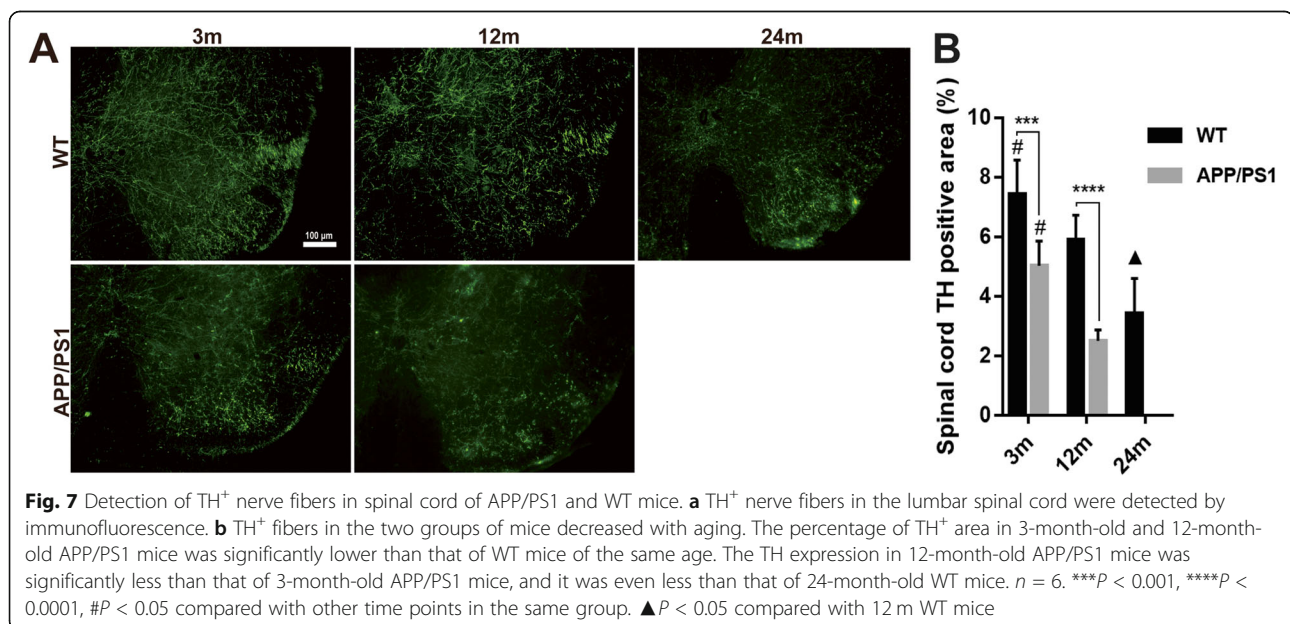 A
3m
12m
24m
WT
100 µm
APP/PS1
B
Spinal cord TH positive area (%)
10
8
6
4
2
0
***
#
#
****
▲
WT
APP/PS1
3m
12m
24m
Fig. 7 Detection of TH⁺ nerve fibers in spinal cord of APP/PS1 and WT mice. a TH⁺ nerve fibers in the lumbar spinal cord were detected by
immunofluorescence. b TH⁺ fibers in the two groups of mice decreased with aging. The percentage of TH⁺ area in 3-month-old and 12-month-
old APP/PS1 mice was significantly lower than that of WT mice of the same age. The TH expression in 12-month-old APP/PS1 mice was
significantly less than that of 3-month-old APP/PS1 mice, and it was even less than that of 24-month-old WT mice. n = 6. ***P < 0.001, ****P <
0.0001, #P < 0.05 compared with other time points in the same group. ▲P < 0.05 compared with 12 m WT mice